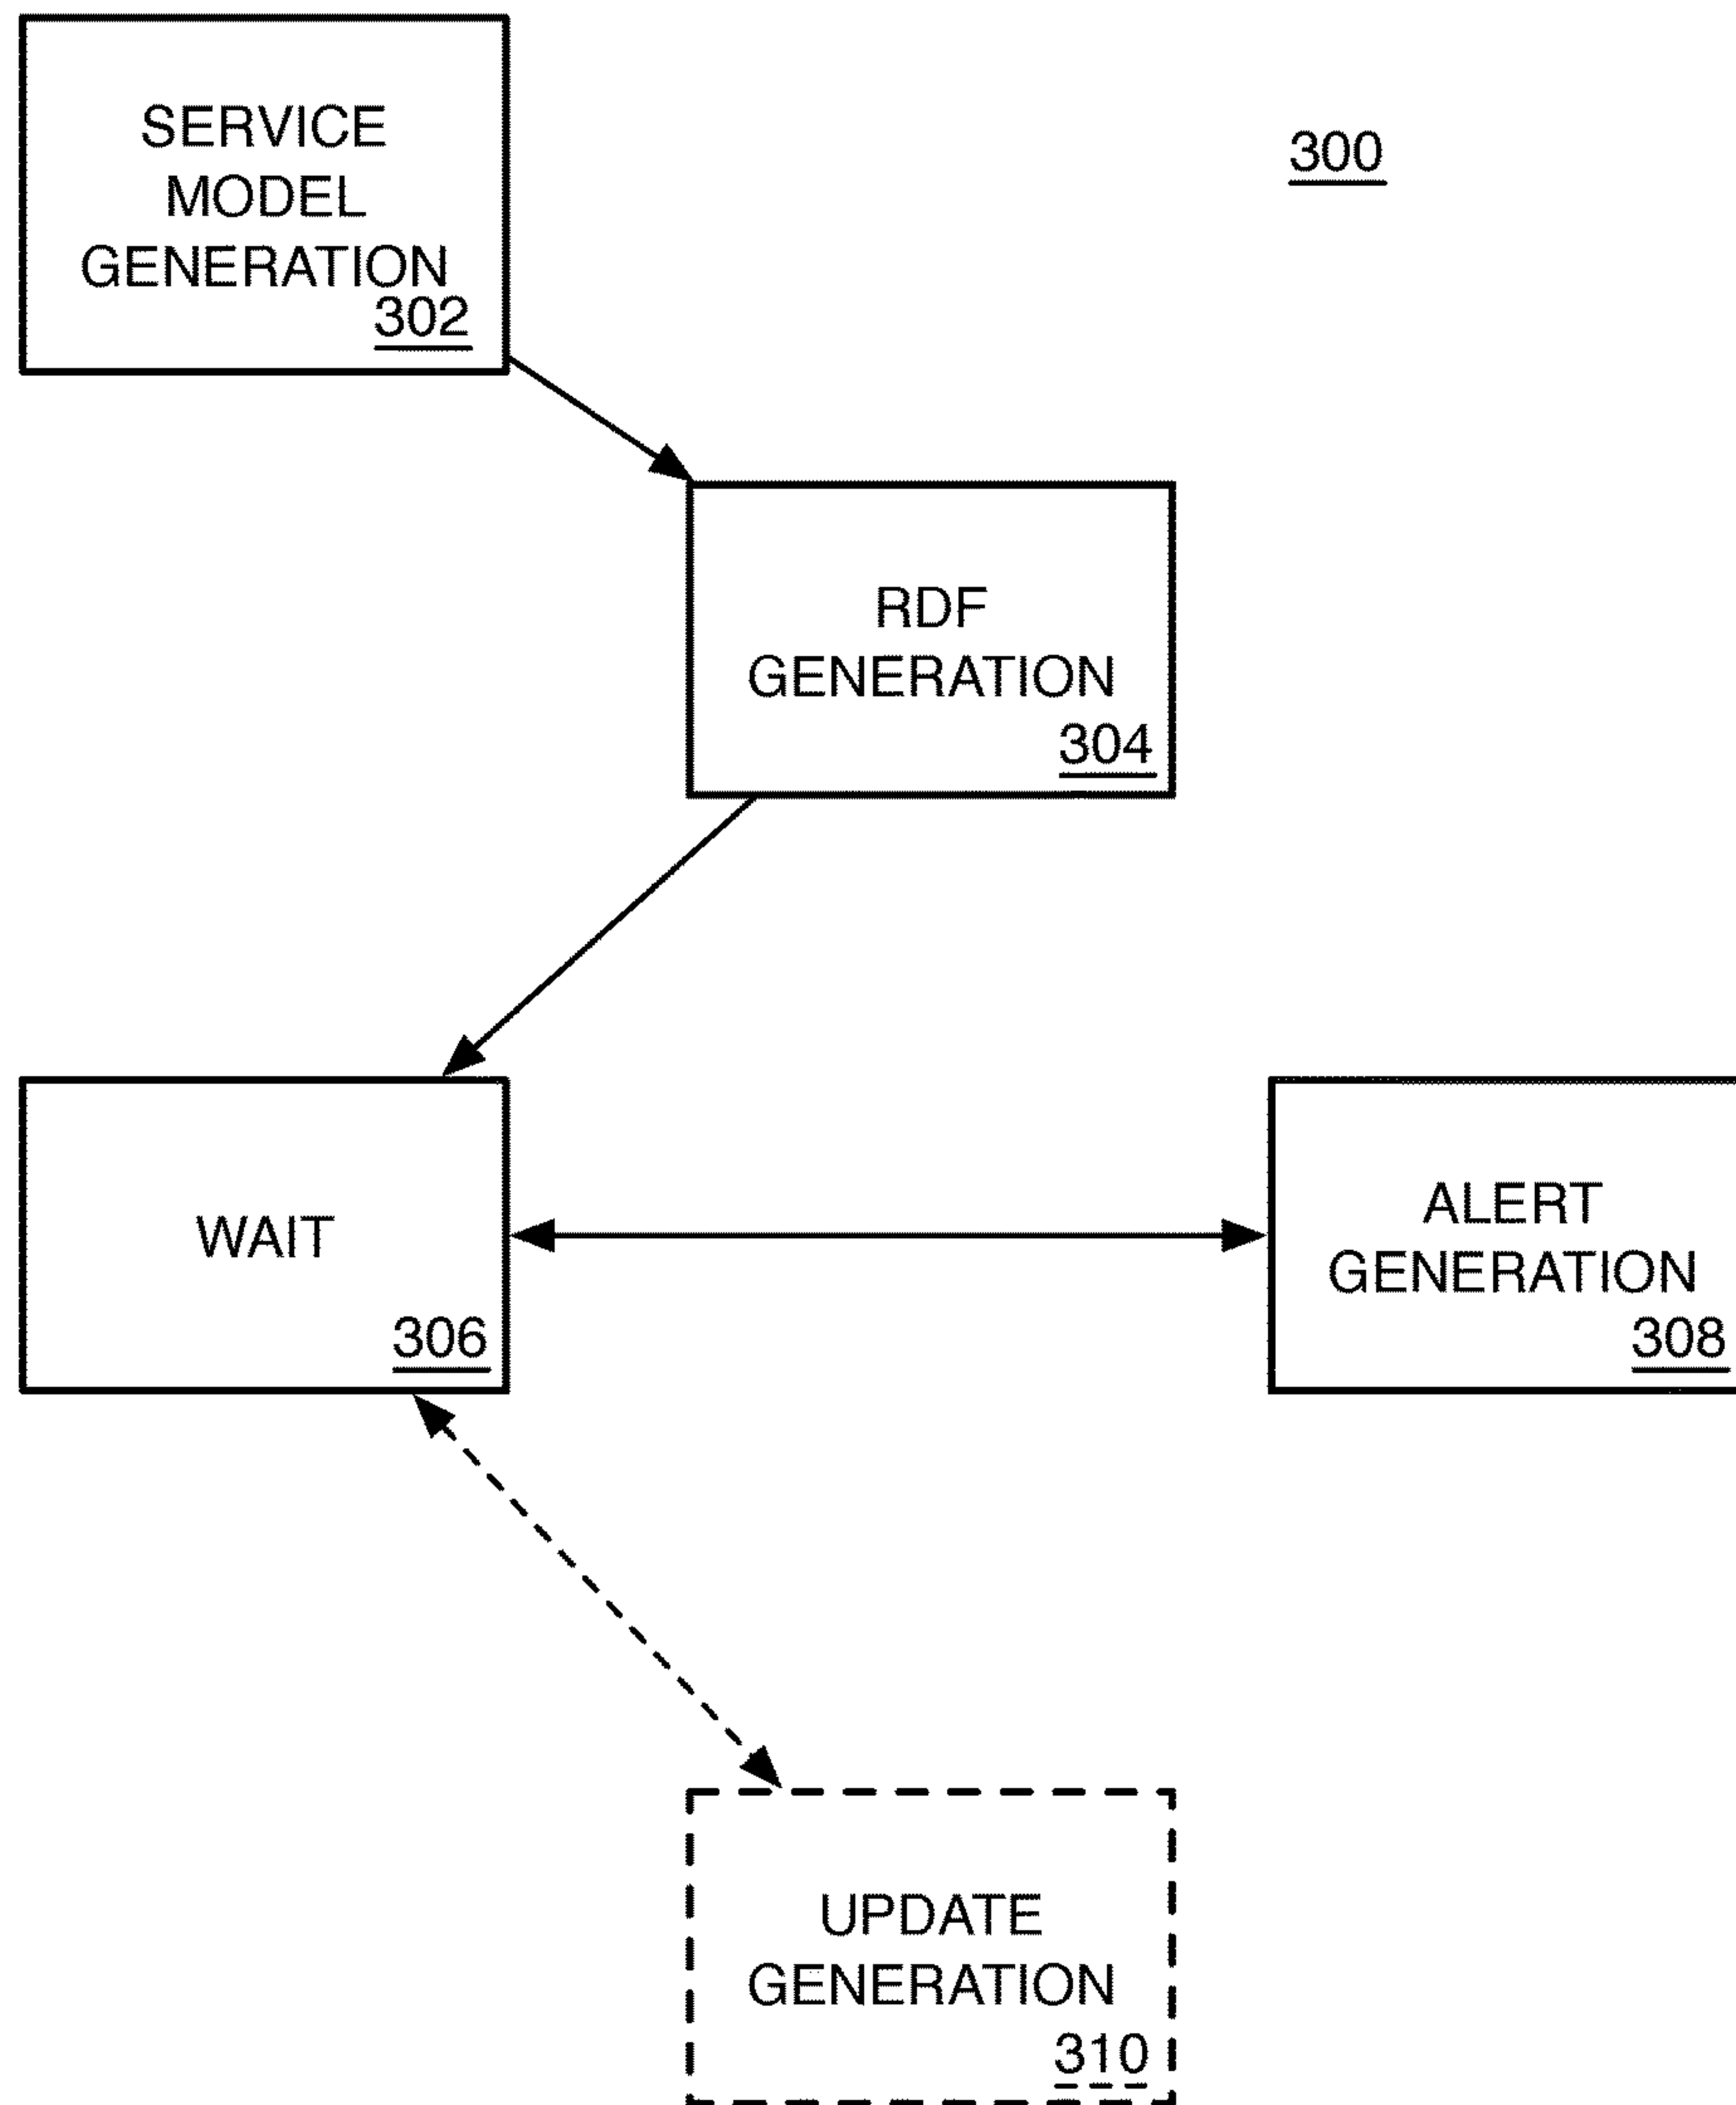 SERVICE
MODEL
GENERATION
302
300
RDF
GENERATION
304
WAIT
306
ALERT
GENERATION
308
UPDATE
GENERATION
310